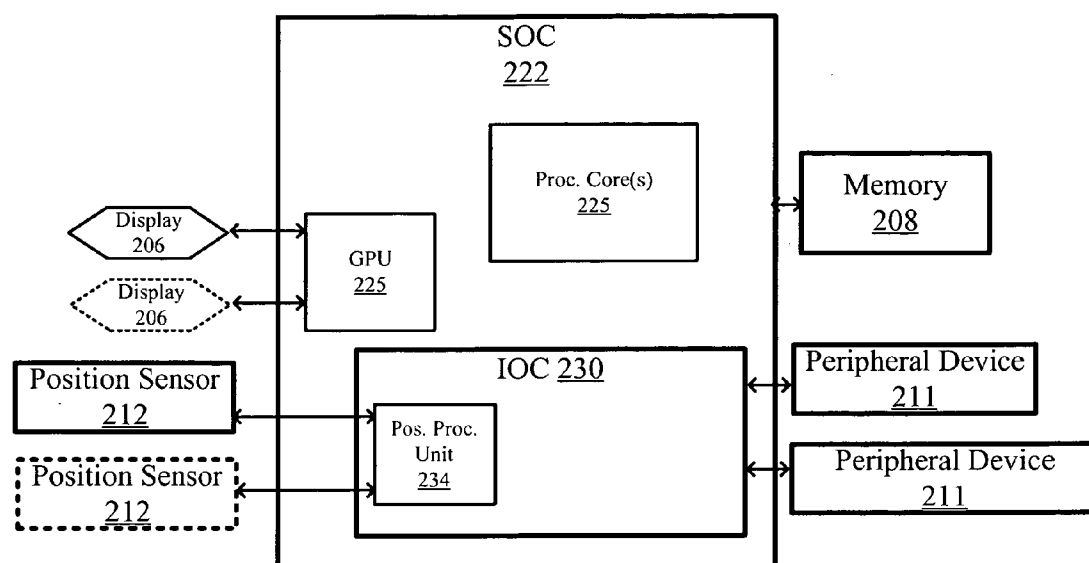 SOC
222
Proc. Core(s)
225
Memory
208
Display
206
GPU
225
Display
206
Position Sensor
212
IOC 230
Peripheral Device
211
Pos. Proc.
Unit
234
Position Sensor
212
Peripheral Device
211